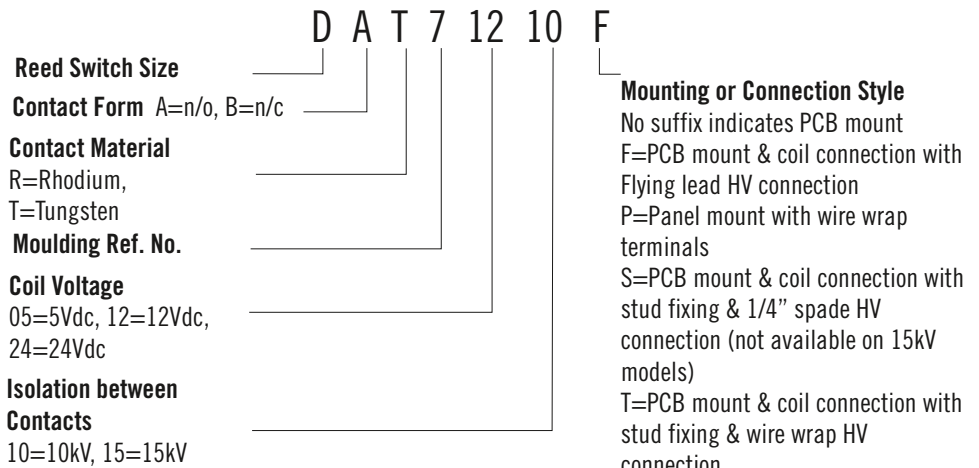 D A T 7 12 10 F
Reed Switch Size
Contact Form A=n/o, B=n/c
Contact Material
R=Rhodium,
T=Tungsten
Moulding Ref. No.
Coil Voltage
05=5Vdc, 12=12Vdc,
24=24Vdc
Isolation between
Contacts
10=10kV, 15=15kV
Mounting or Connection Style
No suffix indicates PCB mount
F=PCB mount & coil connection with
Flying lead HV connection
P=Panel mount with wire wrap
terminals
S=PCB mount & coil connection with
stud fixing & 1/4” spade HV
connection (not available on 15kV
models)
T=PCB mount & coil connection with
stud fixing & wire wrap HV
connection